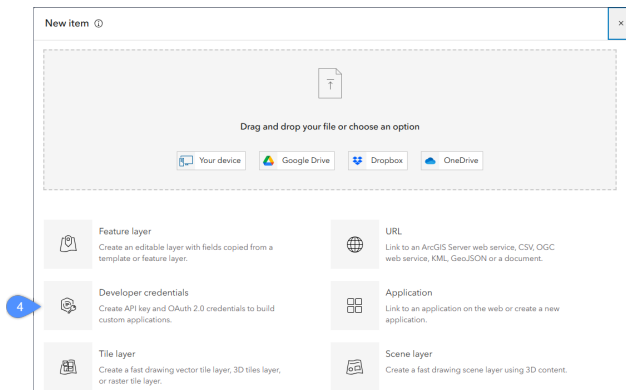 New item
Drag and drop your file or choose an option
Your device
Google Drive
Dropbox
OneDrive
Feature layer
Create an editable layer with fields copied from a
template or feature layer.
URL
Link to an ArcGIS Server web service, CSV, OGC
web service, KML, GeoJSON or a document.
4
Developer credentials
Create API key and OAuth 2.0 credentials to build
custom applications.
Application
Link to an application on the web or create a new
application.
Tile layer
Create a fast drawing vector tile layer, 3D tiles layer,
or raster tile layer.
Scene layer
Create a fast drawing scene layer using 3D content.